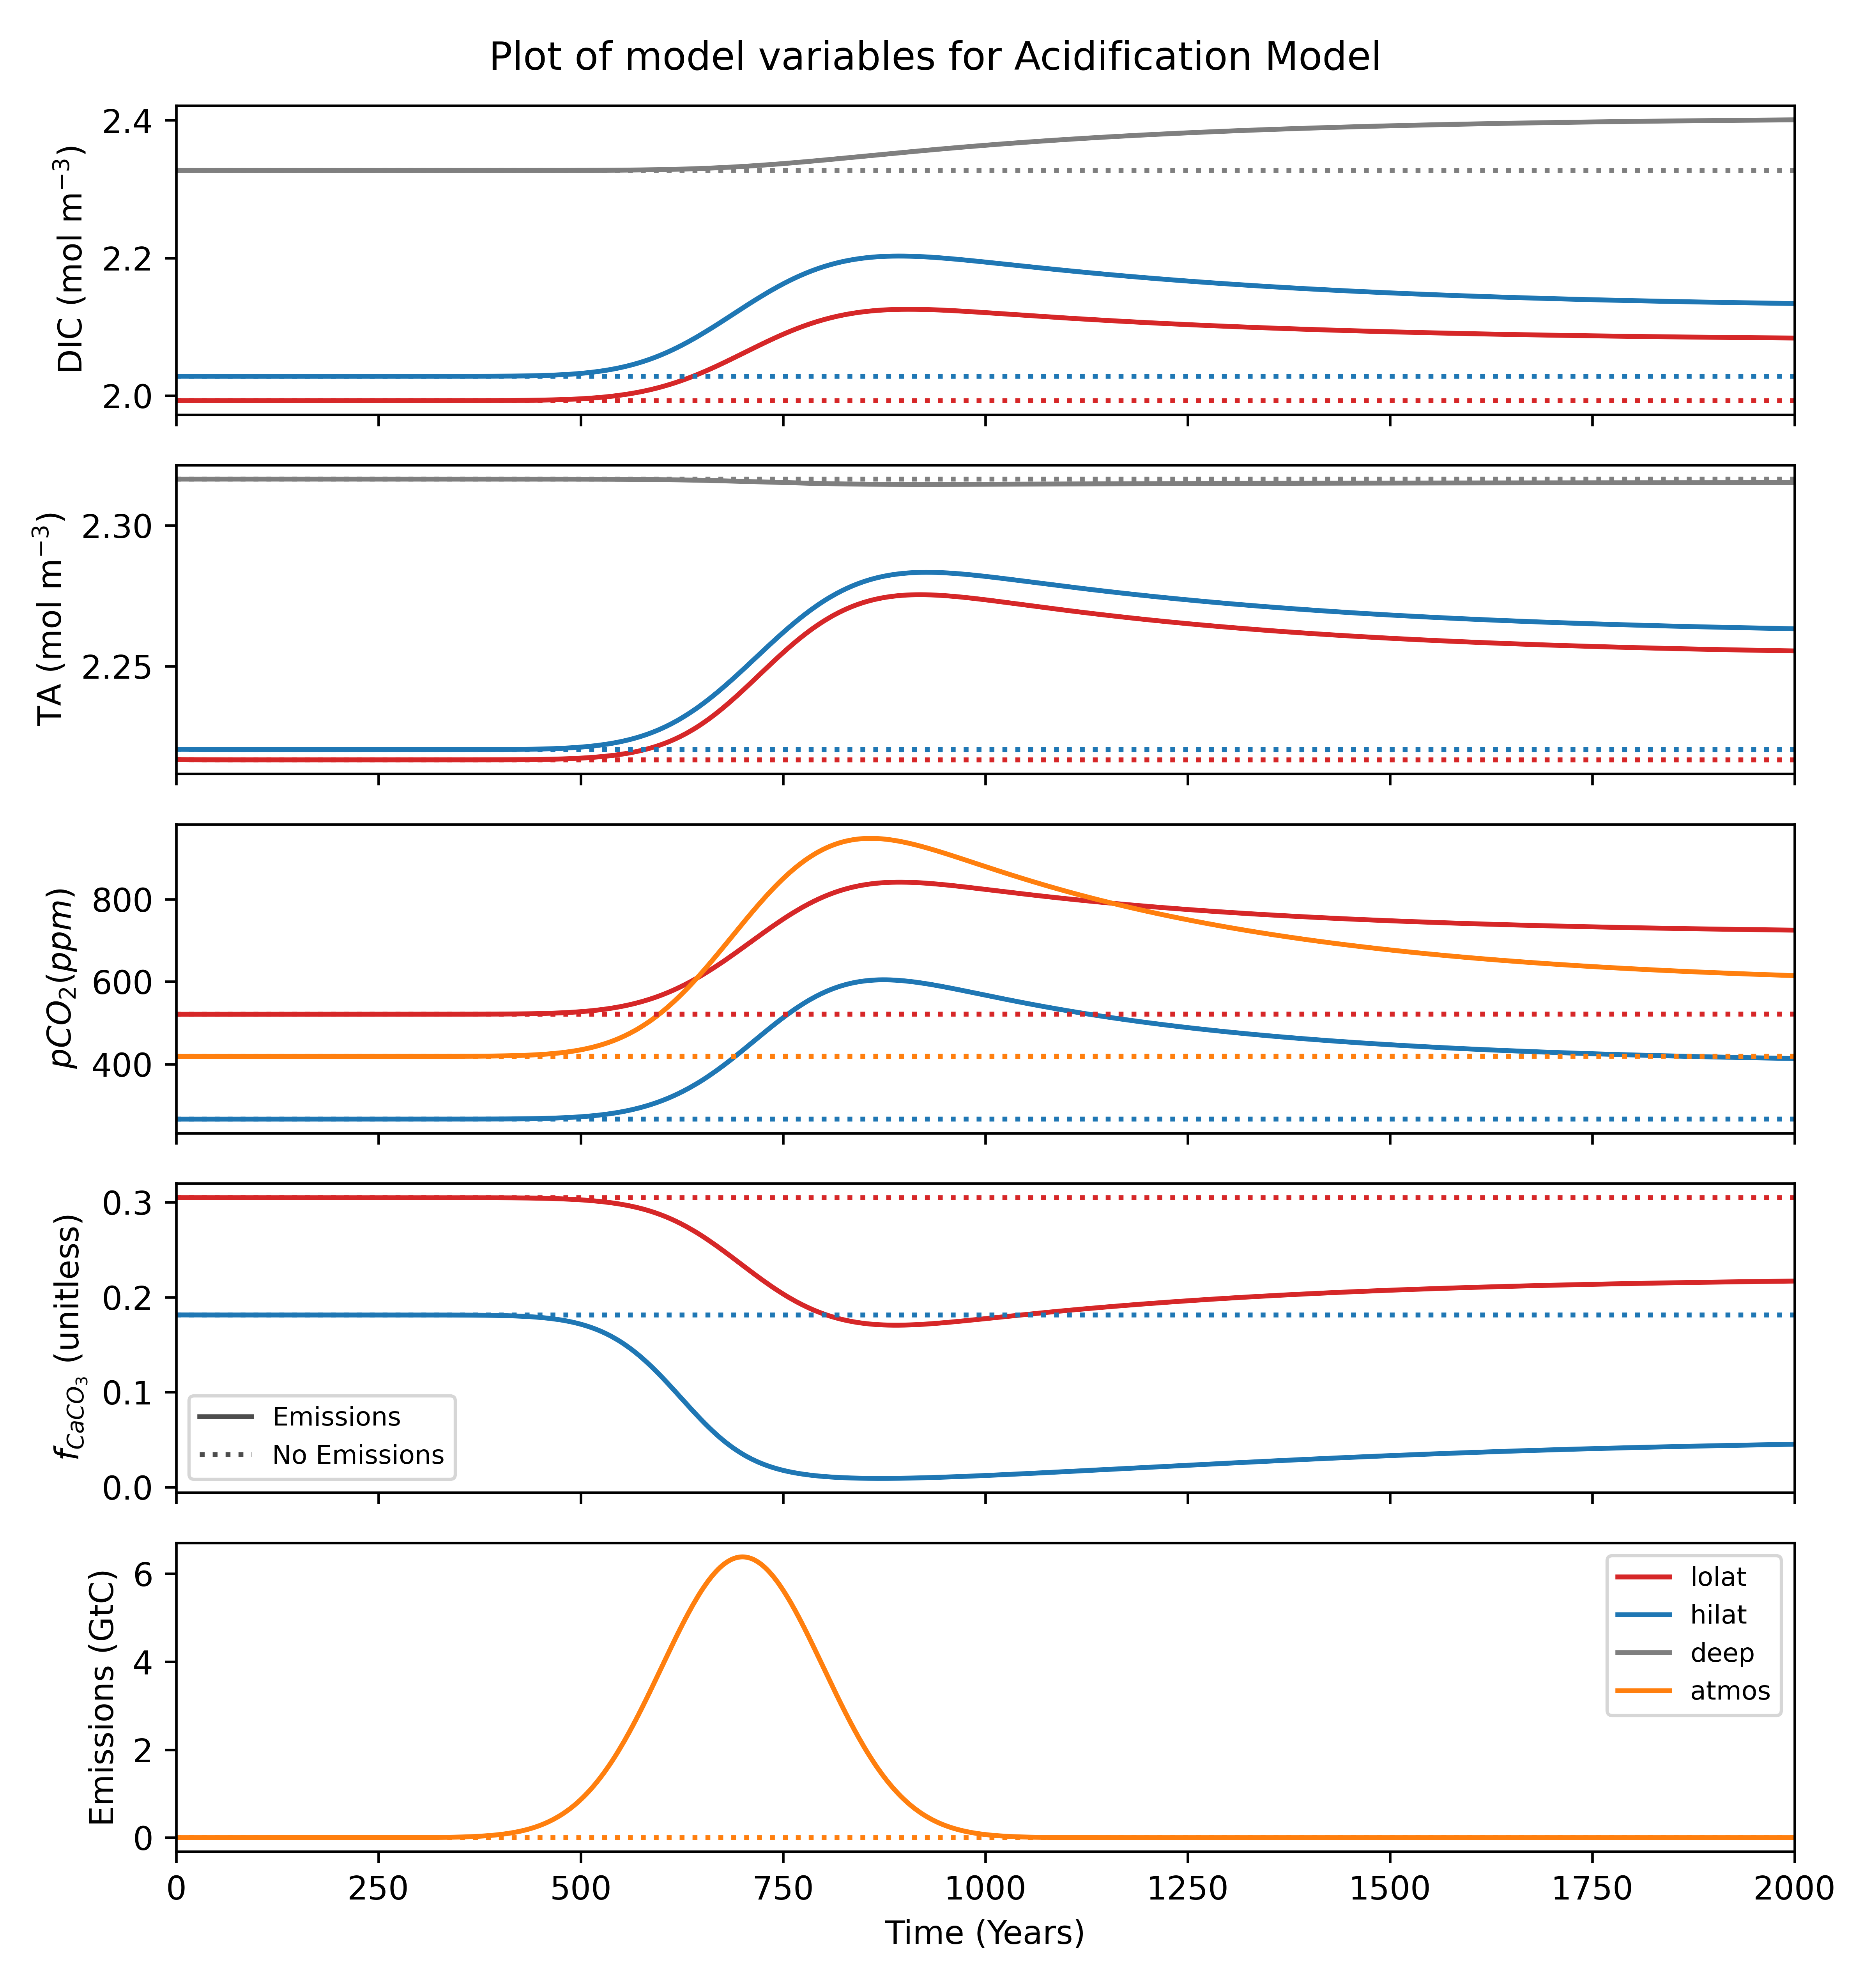 Plot of model variables for Acidification Model
DIC (mol m⁻³)
2.4
2.2
2.0
TA (mol m⁻³)
2.30
2.25
pCO₂(ppm)
800
600
400
f_CaCO₃ (unitless)
0.3
0.2
0.1
0.0
Emissions
No Emissions
Emissions (GtC)
6
4
2
0
lolat
hilat
deep
atmos
0 250 500 750 1000 1250 1500 1750 2000
Time (Years)